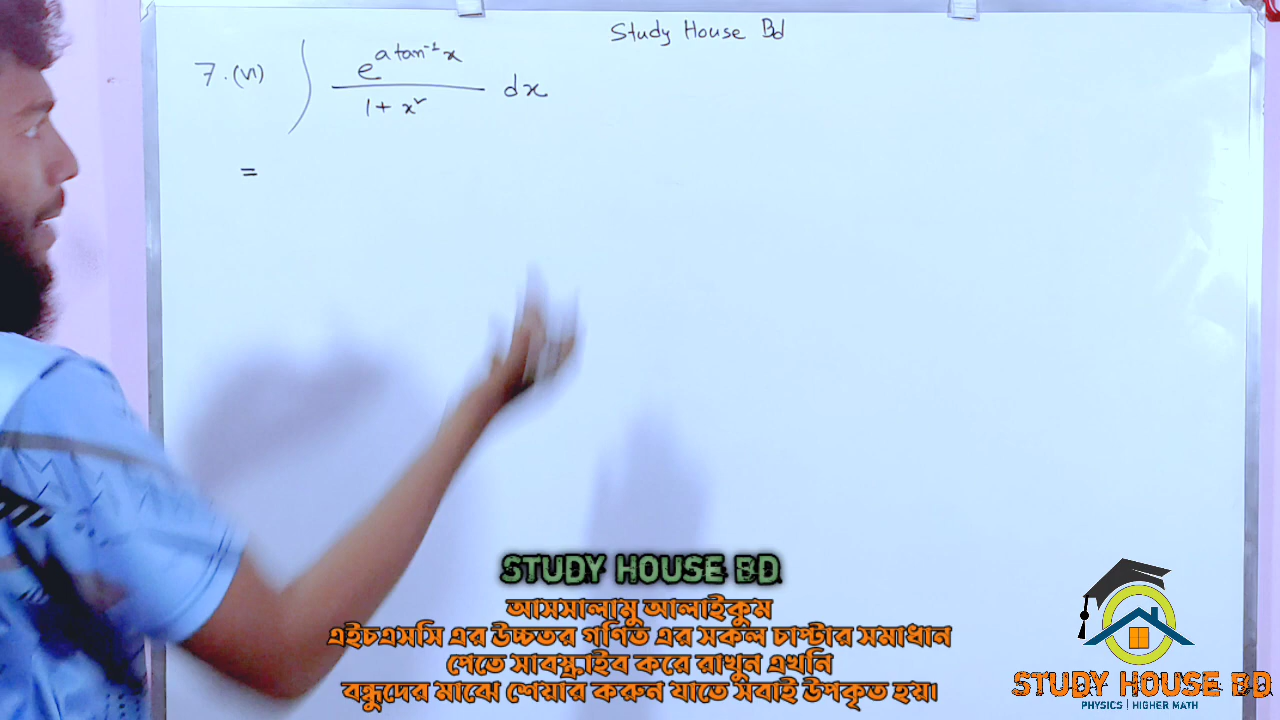 Study House Bd
7. (VI) ∫ e^(a tan⁻¹ x) / (1 + x²) dx
=
STUDY HOUSE BD
আসসালামু আলাইকুম
এইচএসসি এর উচ্চতর গণিত এর সকল চাপ্টার সমাধান
পেতে সাবস্ক্রাইব করে রাখুন এখনি
বন্ধুদের মাঝে শেয়ার করুন যাতে সবাই উপকৃত হয়।
STUDY HOUSE BD
PHYSICS | HIGHER MATH